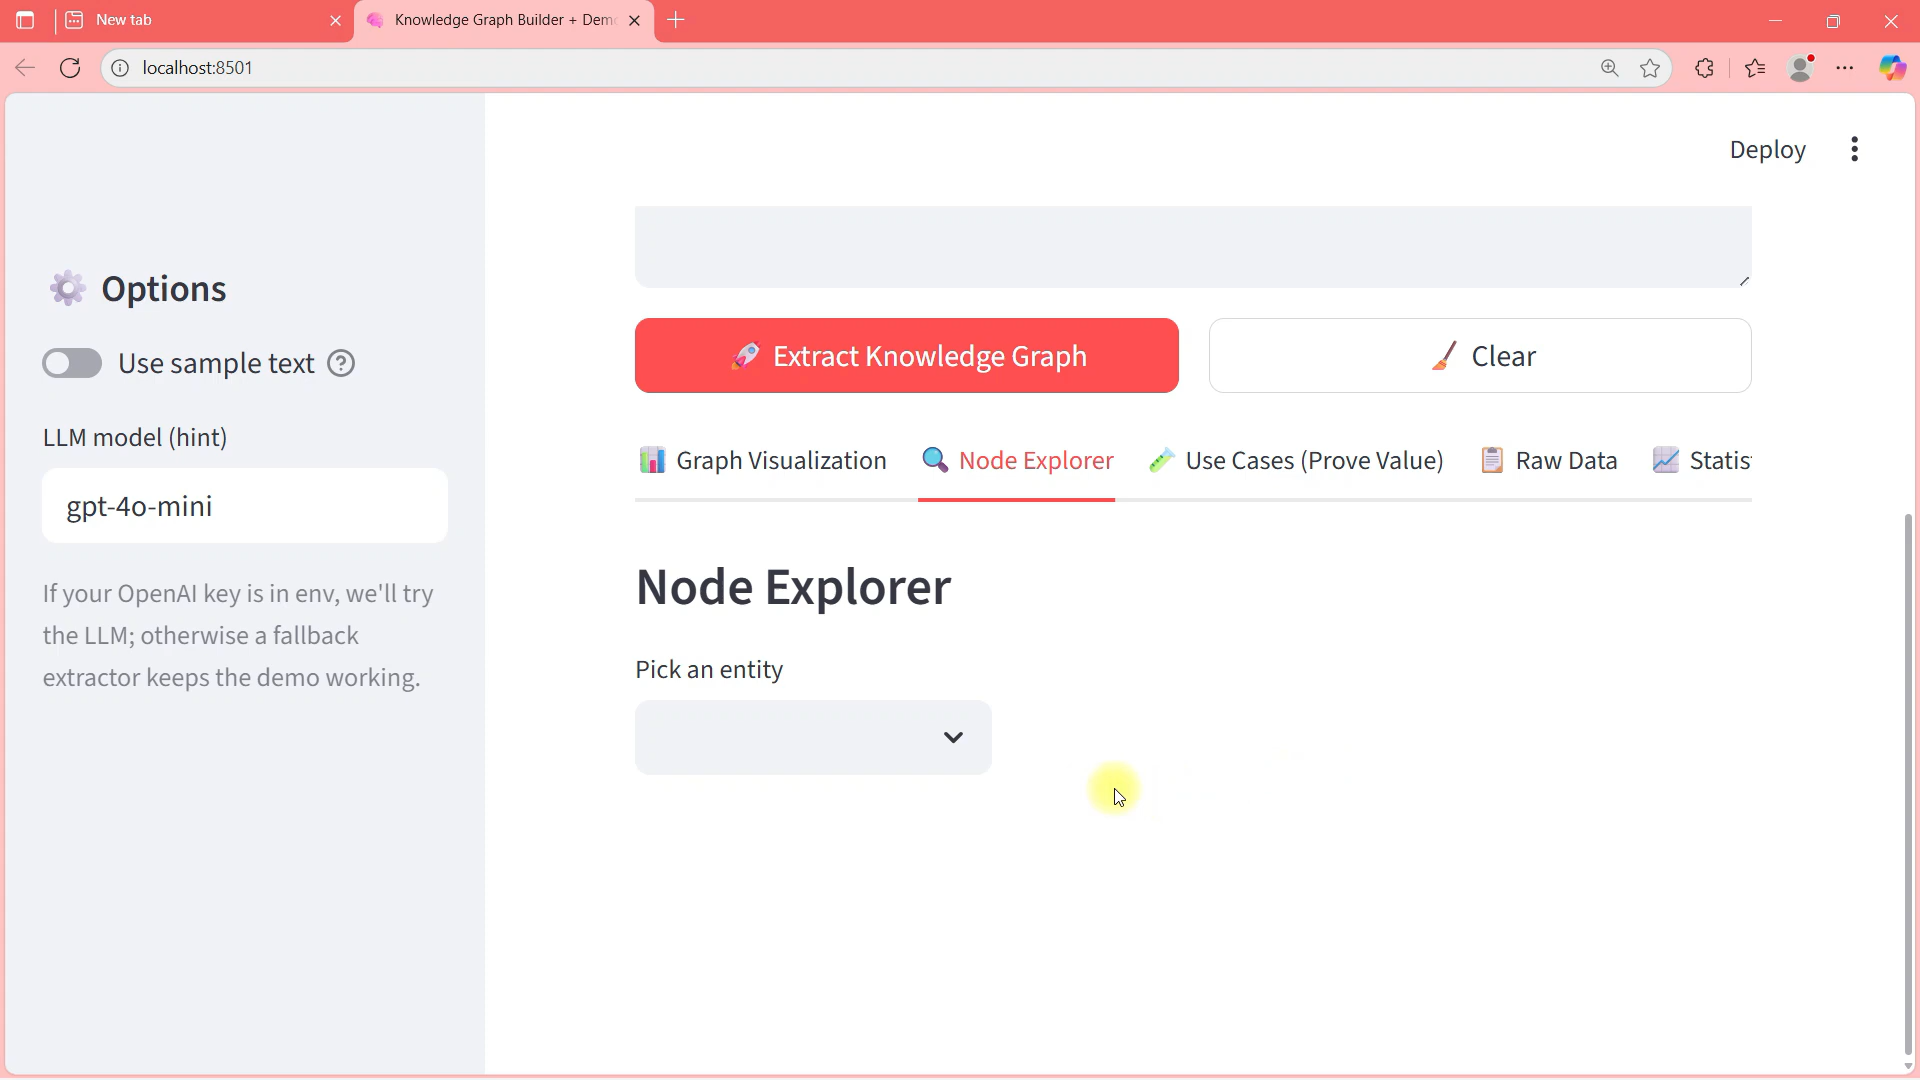 New tab
Knowledge Graph Builder + Dem
localhost:8501
Deploy
Options
Use sample text
LLM model (hint)
gpt-4o-mini
If your OpenAI key is in env, we'll try
the LLM; otherwise a fallback
extractor keeps the demo working.
Extract Knowledge Graph
Clear
Graph Visualization
Node Explorer
Use Cases (Prove Value)
Raw Data
Statis
Node Explorer
Pick an entity